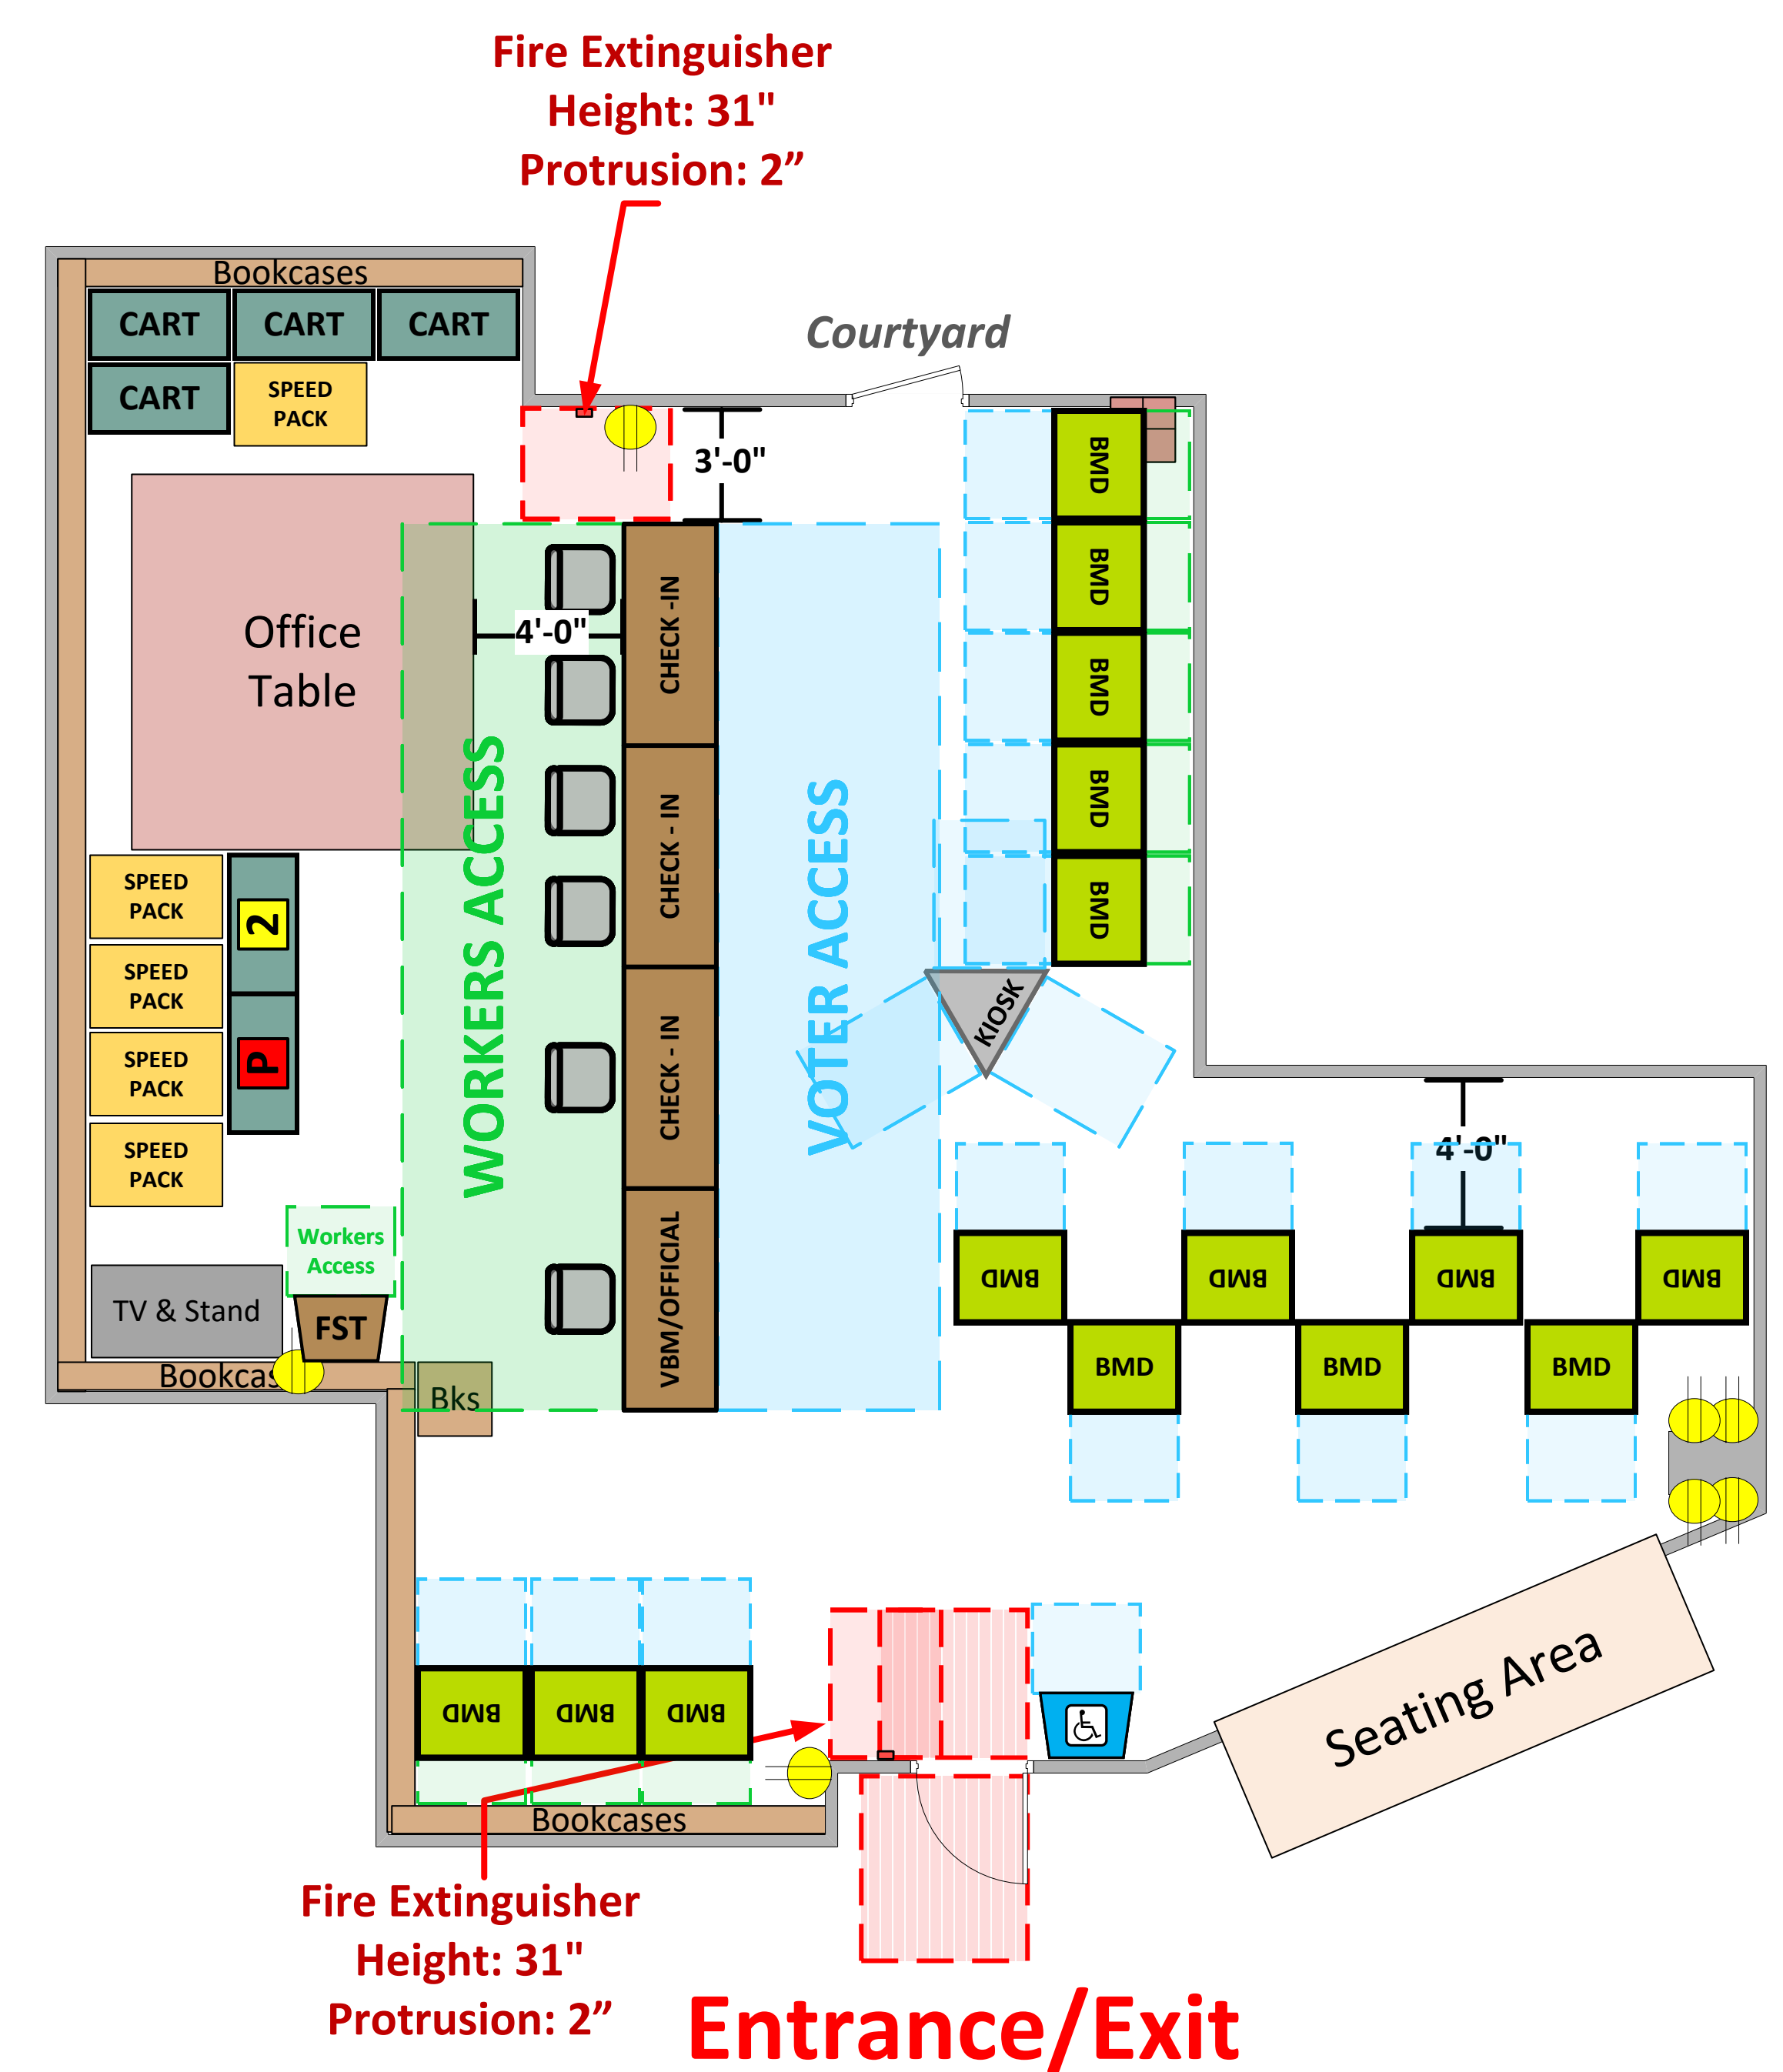 Fire Extinguisher
Height: 31"
Protrusion: 2”
Bookcases
CART
CART
CART
CART
SPEED
PACK
Courtyard
3'-0"
BMD
BMD
BMD
BMD
BMD
Office
Table
4'-0"
CHECK -IN
CHECK - IN
CHECK - IN
VBM/OFFICIAL
WORKERS ACCESS
VOTER ACCESS
KIOSK
SPEED
PACK
SPEED
PACK
SPEED
PACK
SPEED
PACK
2
P
Workers
Access
TV & Stand
FST
Bookcas
Bks
4'-0"
BMD
BMD
BMD
BMD
BMD
BMD
BMD
BMD
BMD
BMD
Seating Area
Bookcases
Fire Extinguisher
Height: 31"
Protrusion: 2”
Entrance/Exit